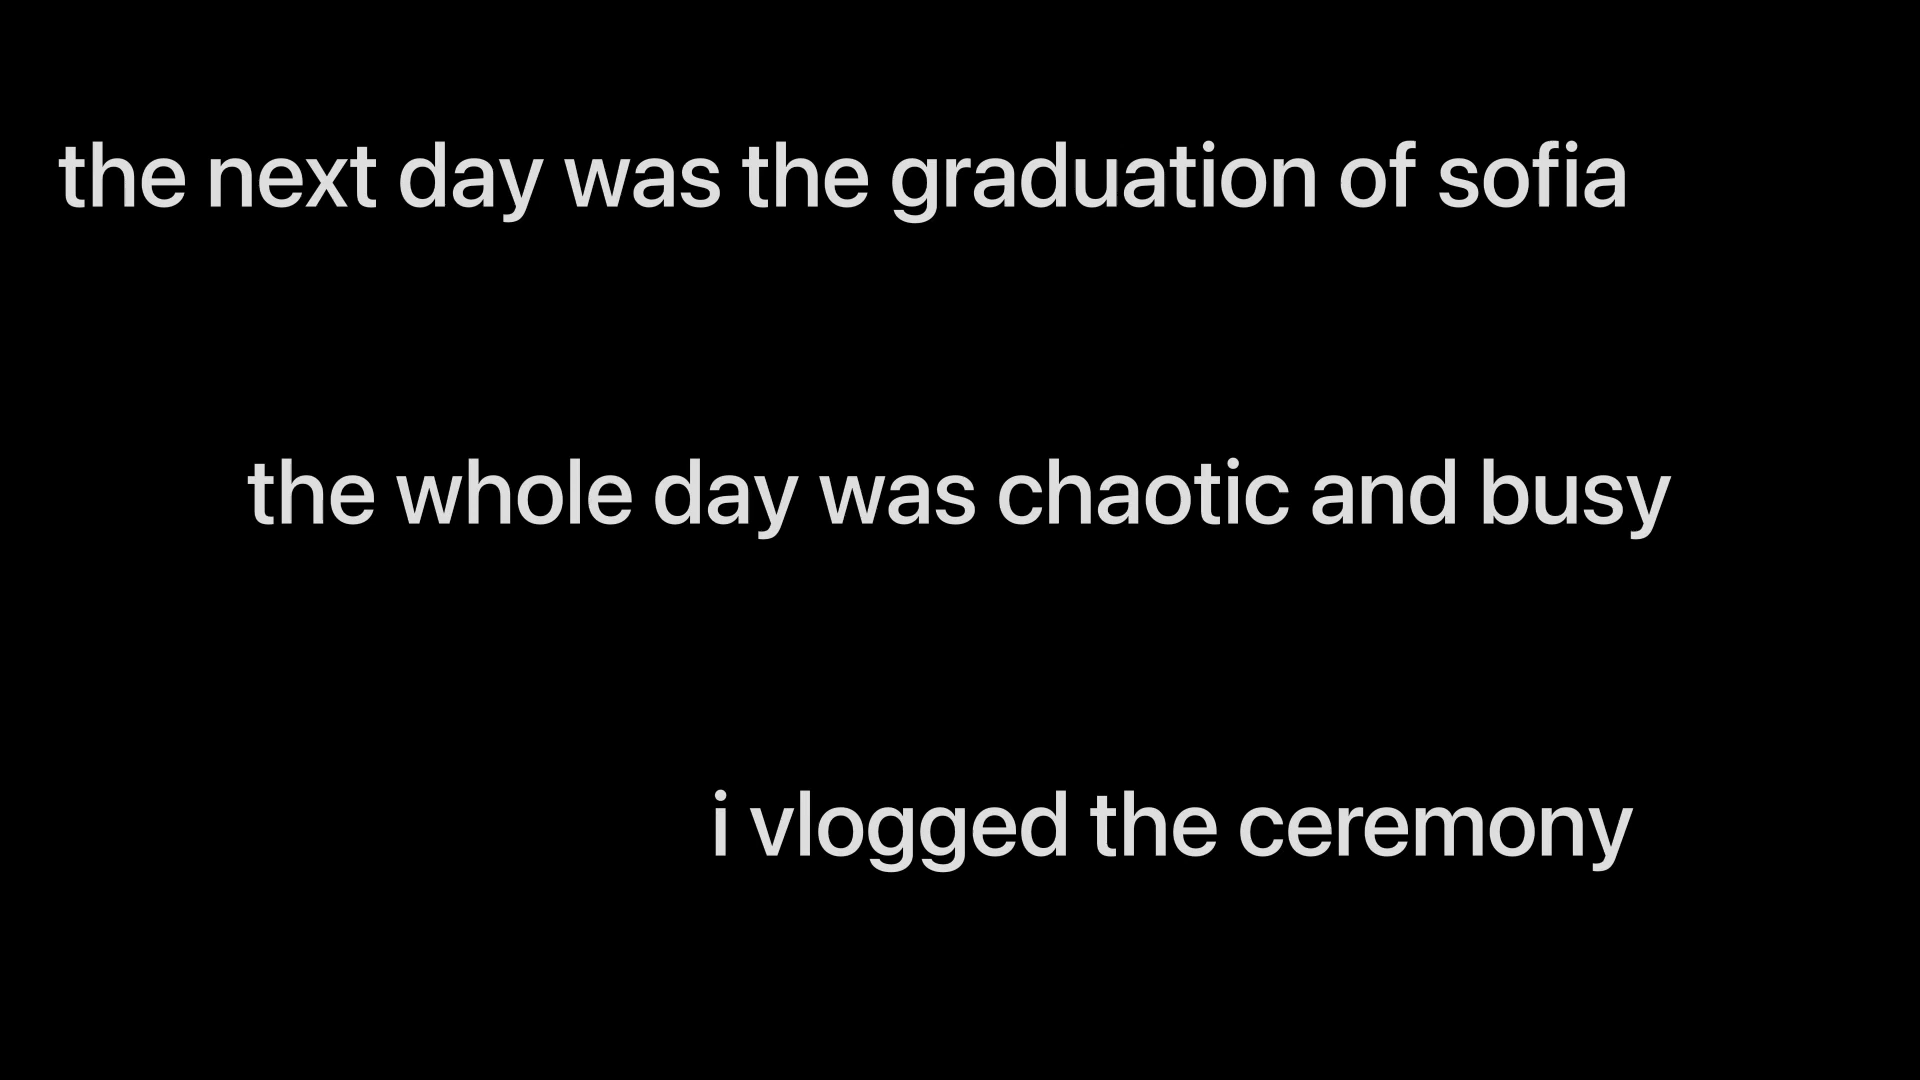 the next day was the graduation of sofia
the whole day was chaotic and busy
i vlogged the ceremony